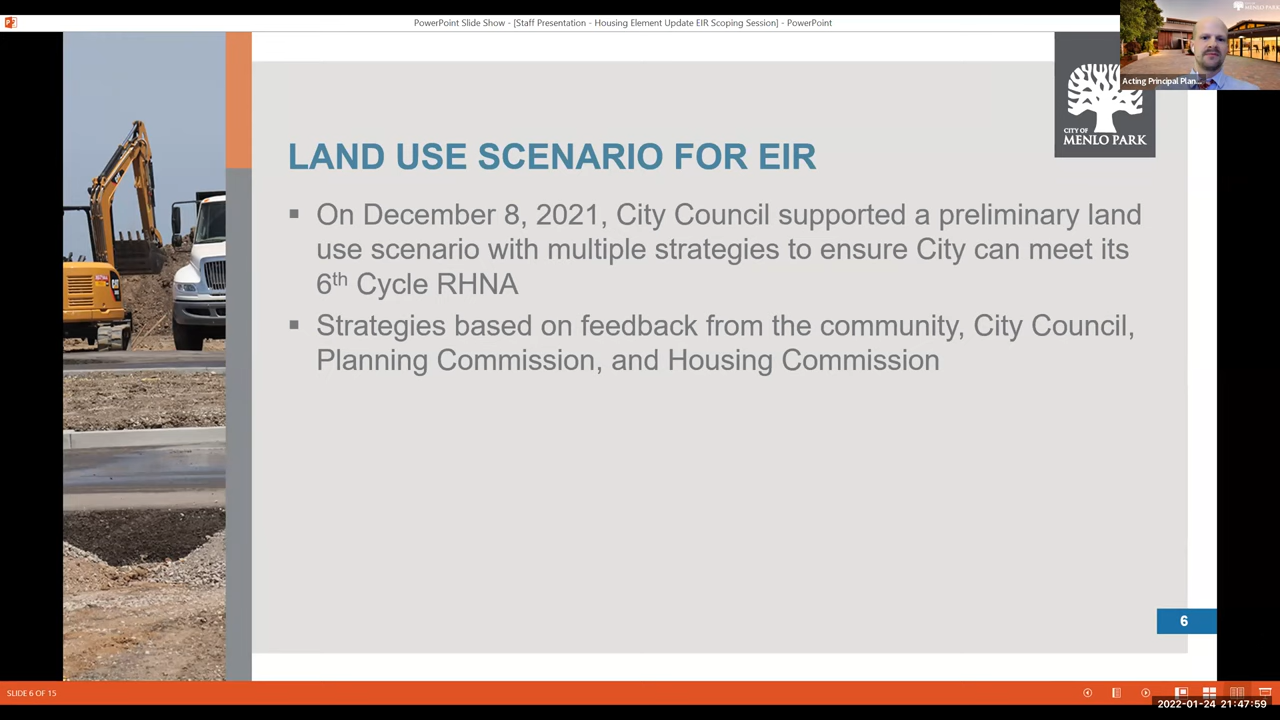 PowerPoint Slide Show - [Staff Presentation - Housing Element Update EIR Scoping Session] - PowerPoint
MENLO PARK
Acting Principal Plan...
CITY OF
MENLO PARK
LAND USE SCENARIO FOR EIR
▪ On December 8, 2021, City Council supported a preliminary land
use scenario with multiple strategies to ensure City can meet its
6th Cycle RHNA
▪ Strategies based on feedback from the community, City Council,
Planning Commission, and Housing Commission
6
SLIDE 6 OF 15
2022-01-24 21:47:59